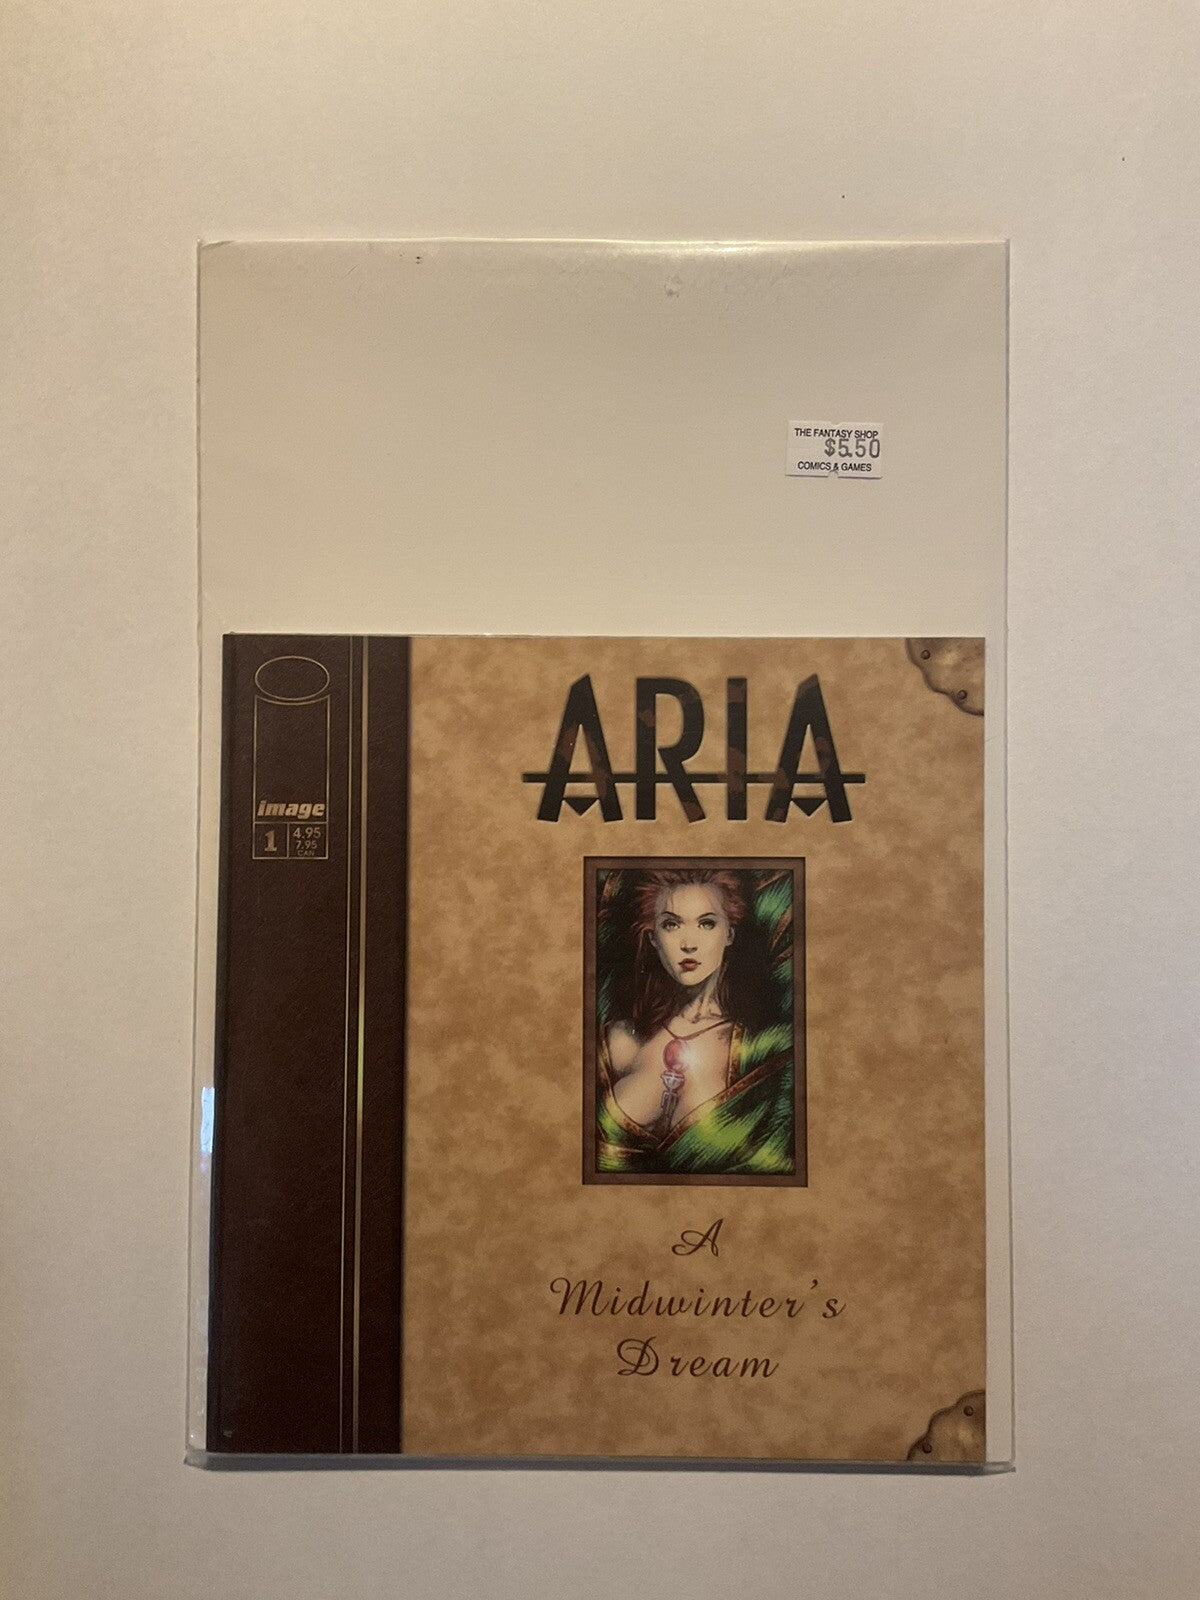 THE FANTASY SHOP
$5.50
COMICS & GAMES
image
1
4.95
7.95
CAN
ARIA
A
Midwinter's
Dream